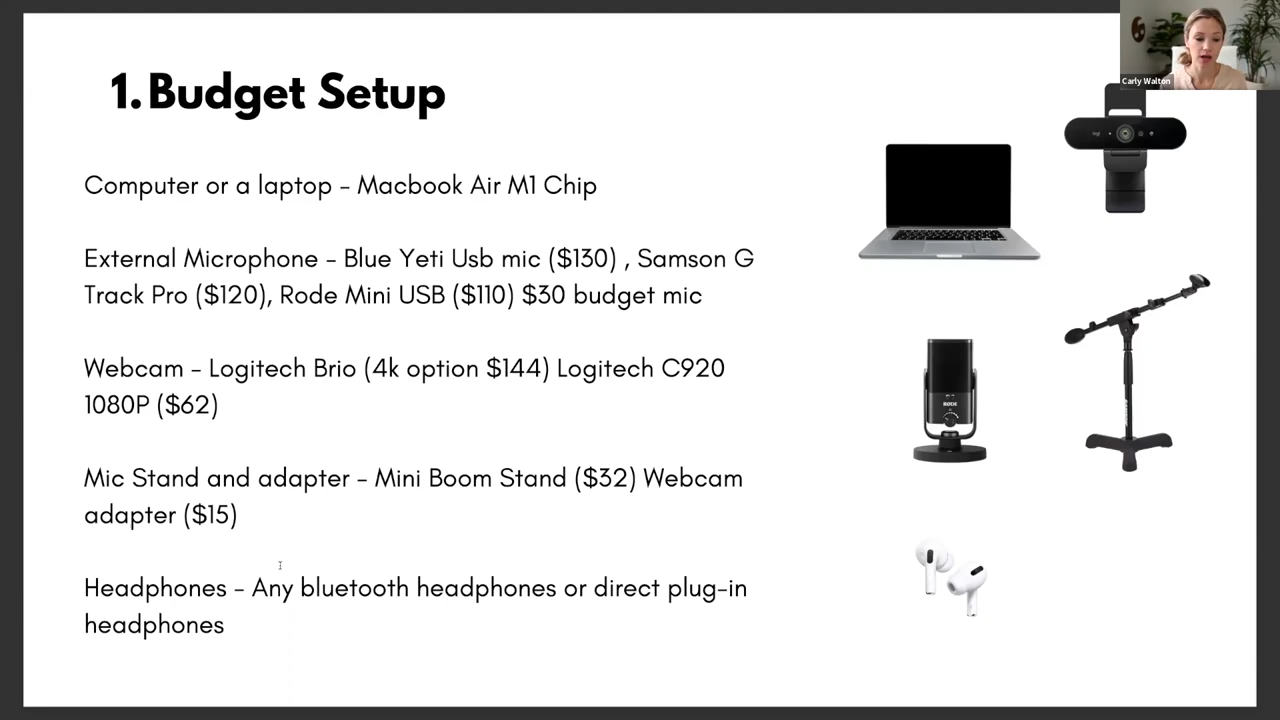 1. Budget Setup
Carly Walton
Computer or a laptop - Macbook Air M1 Chip
External Microphone - Blue Yeti Usb mic ($130) , Samson G
Track Pro ($120), Rode Mini USB ($110) $30 budget mic
Webcam - Logitech Brio (4k option $144) Logitech C920
1080P ($62)
Mic Stand and adapter - Mini Boom Stand ($32) Webcam
adapter ($15)
Headphones - Any bluetooth headphones or direct plug-in
headphones
logi
RØDE